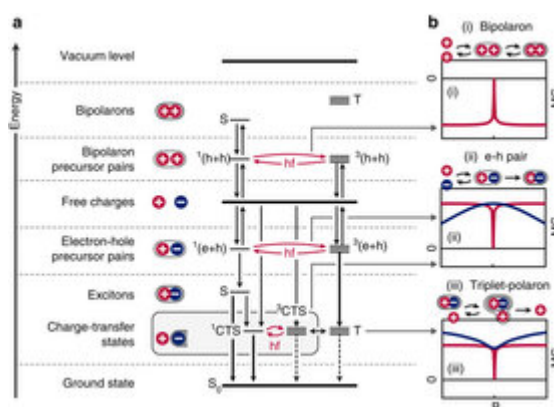 a
b
Energy
Vacuum level
Bipolarons
Bipolaron
precursor pairs
Free charges
Electron-hole
precursor pairs
Excitons
Charge-transfer
states
Ground state
T
S
1(h+h)
hf
3(h+h)
1(e+h)
hf
3(e+h)
S
3CTS
1CTS
hf
T
S0
(i) Bipolaron
0
(i)
(ii) e-h pair
0
(ii)
(iii) Triplet-polaron
0
(iii)